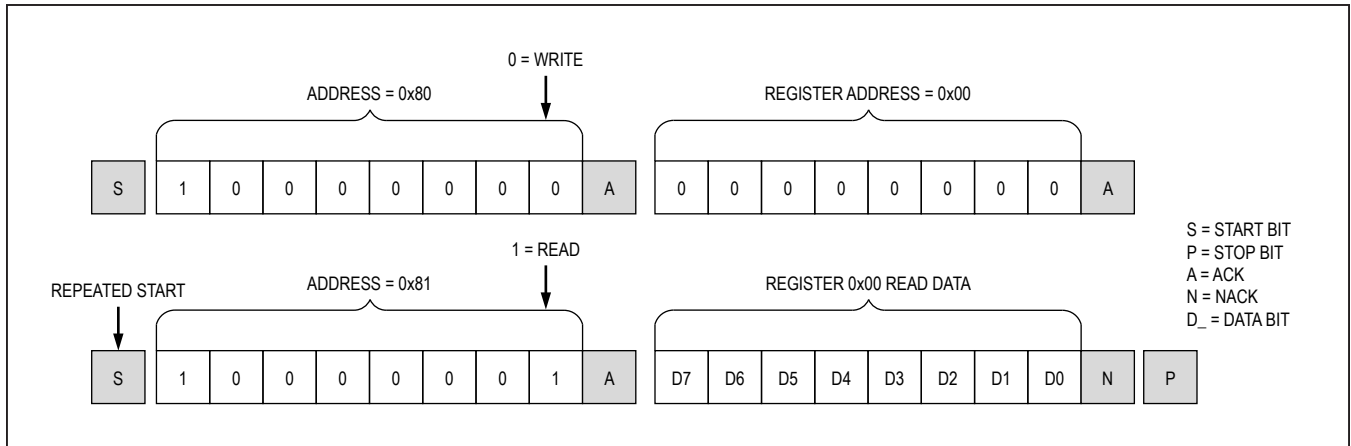 0 = WRITE
ADDRESS = 0x80 REGISTER ADDRESS = 0x00
S 1 0 0 0 0 0 0 0 A 0 0 0 0 0 0 0 0 A
1 = READ
REPEATED START ADDRESS = 0x81 REGISTER 0x00 READ DATA
S 1 0 0 0 0 0 0 1 A D7 D6 D5 D4 D3 D2 D1 D0 N P
S = START BIT
P = STOP BIT
A = ACK
N = NACK
D_ = DATA BIT